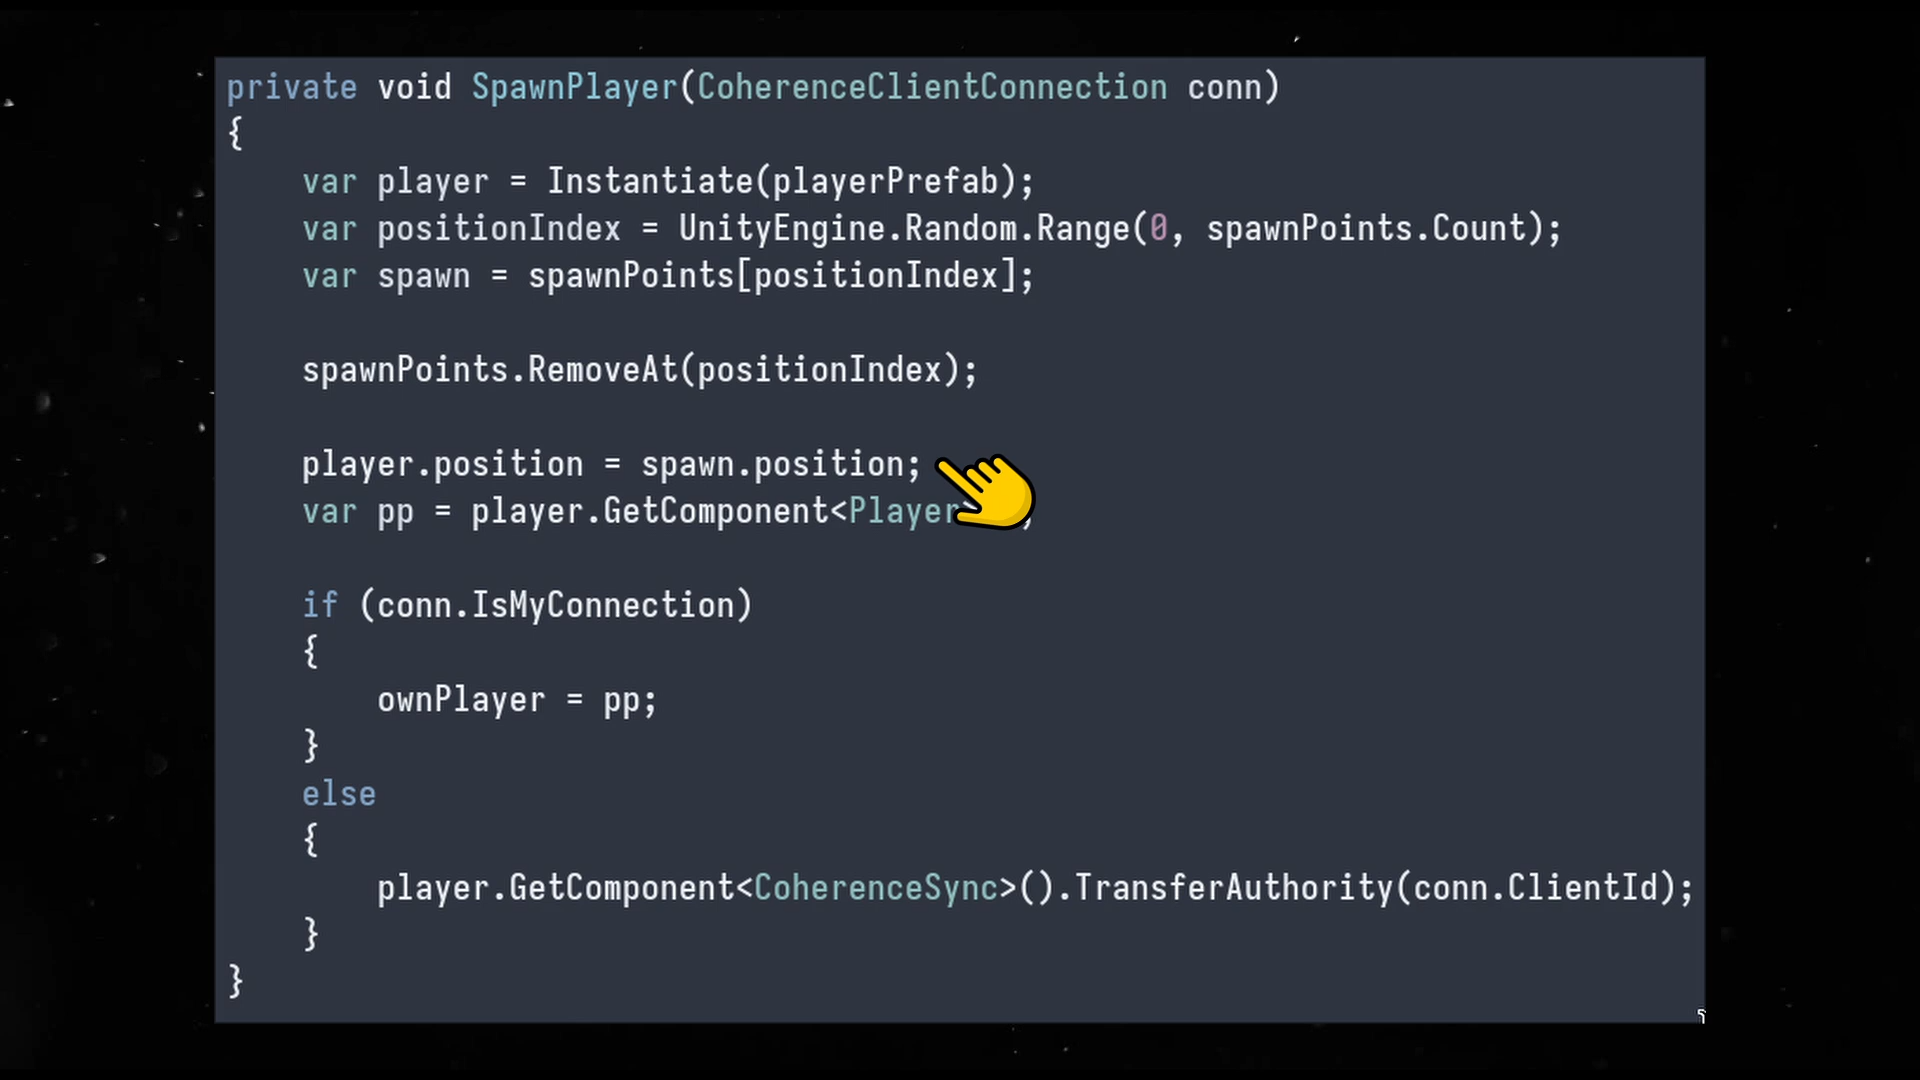 private void SpawnPlayer(CoherenceClientConnection conn)
{
    var player = Instantiate(playerPrefab);
    var positionIndex = UnityEngine.Random.Range(0, spawnPoints.Count);
    var spawn = spawnPoints[positionIndex];

    spawnPoints.RemoveAt(positionIndex);

    player.position = spawn.position;
    var pp = player.GetComponent<Player

    if (conn.IsMyConnection)
    {
        ownPlayer = pp;
    }
    else
    {
        player.GetComponent<CoherenceSync>().TransferAuthority(conn.ClientId);
    }
}